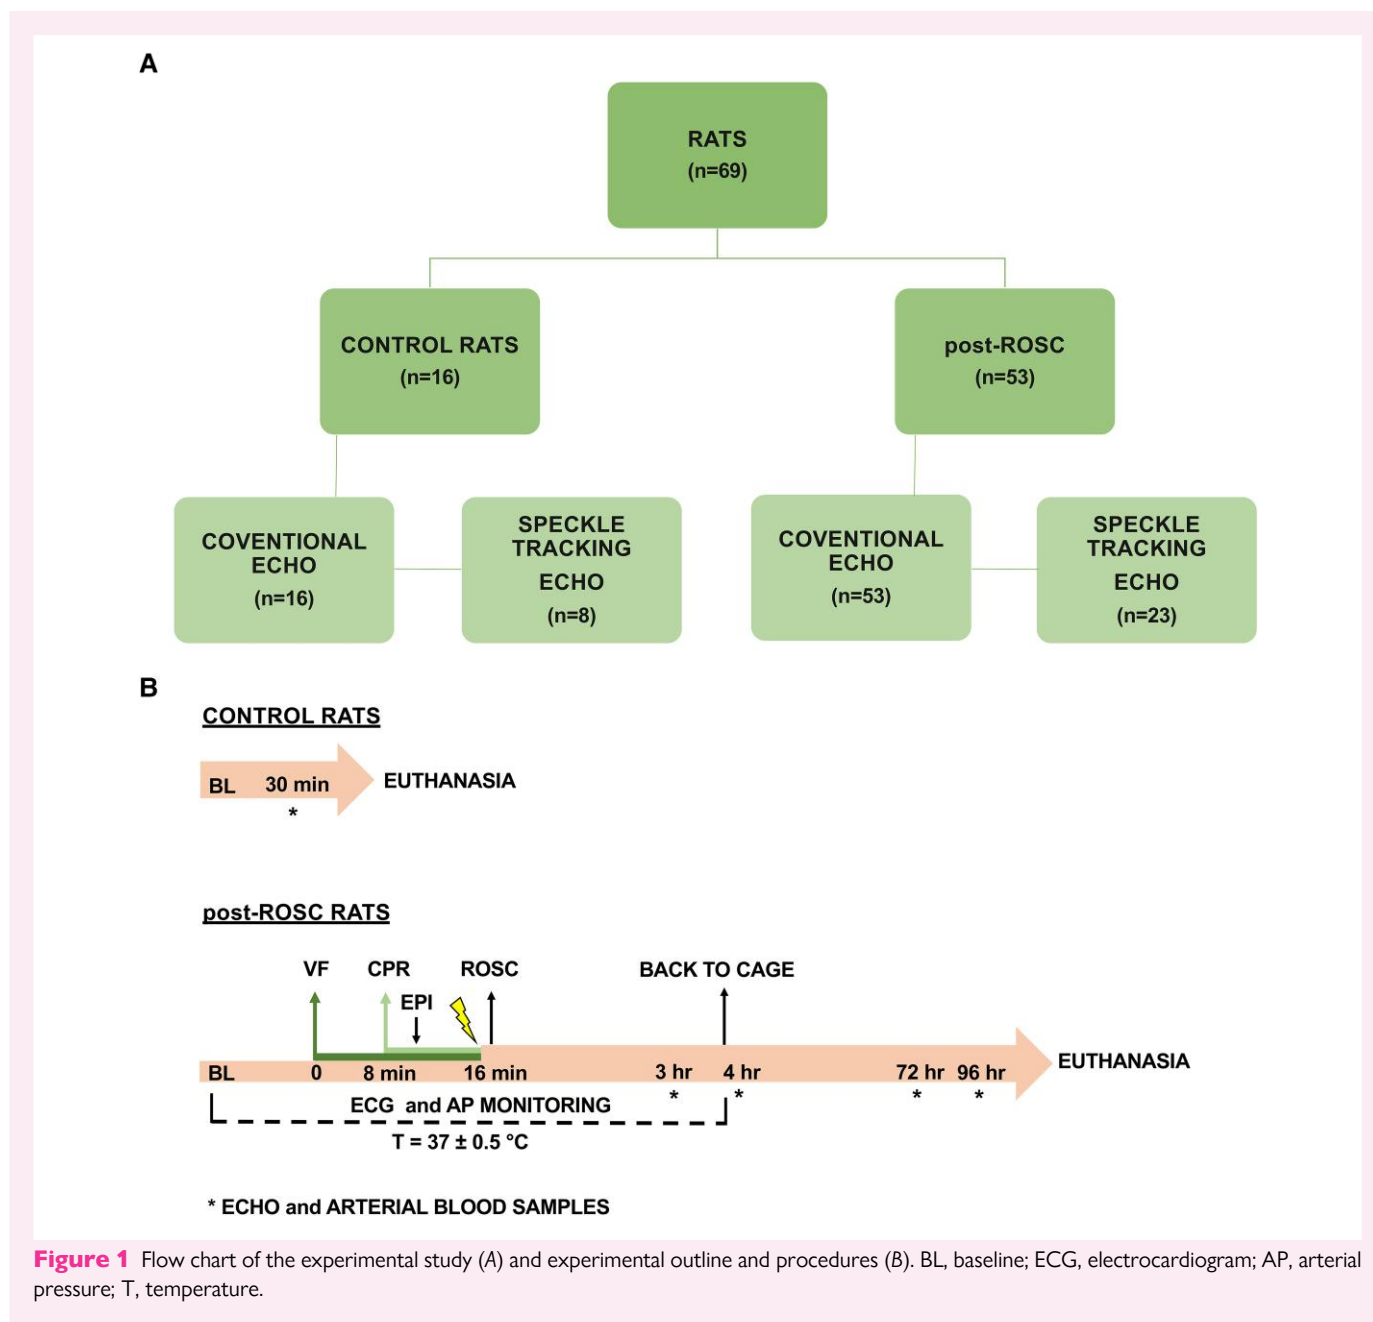 A
RATS
(n=69)
CONTROL RATS
(n=16)
post-ROSC
(n=53)
COVENTIONAL
ECHO
(n=16)
SPECKLE
TRACKING
ECHO
(n=8)
COVENTIONAL
ECHO
(n=53)
SPECKLE
TRACKING
ECHO
(n=23)
B
CONTROL RATS
BL 30 min
*
EUTHANASIA
post-ROSC RATS
VF CPR ROSC BACK TO CAGE
EPI
BL 0 8 min 16 min 3 hr 4 hr 72 hr 96 hr
* * * *
EUTHANASIA
ECG and AP MONITORING
T = 37 ± 0.5 °C
* ECHO and ARTERIAL BLOOD SAMPLES
Figure 1 Flow chart of the experimental study (A) and experimental outline and procedures (B). BL, baseline; ECG, electrocardiogram; AP, arterial
pressure; T, temperature.